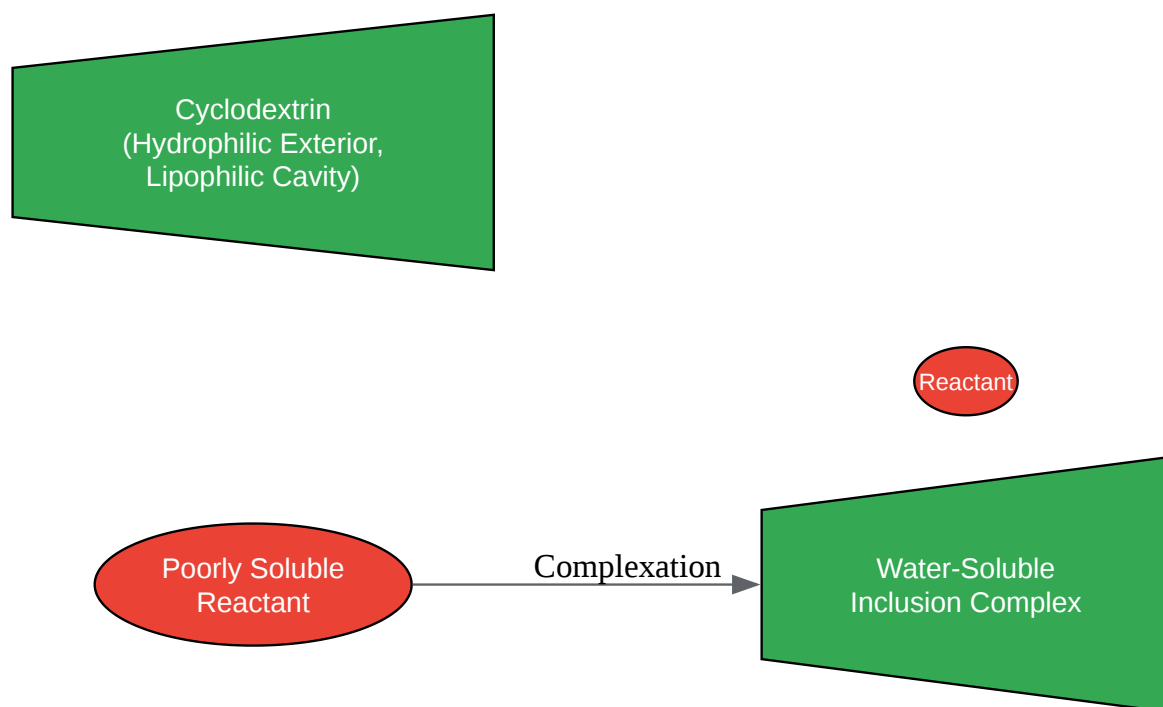 Cyclodextrin
(Hydrophilic Exterior,
Lipophilic Cavity)
Reactant
Poorly Soluble
Reactant
Complexation
Water-Soluble
Inclusion Complex